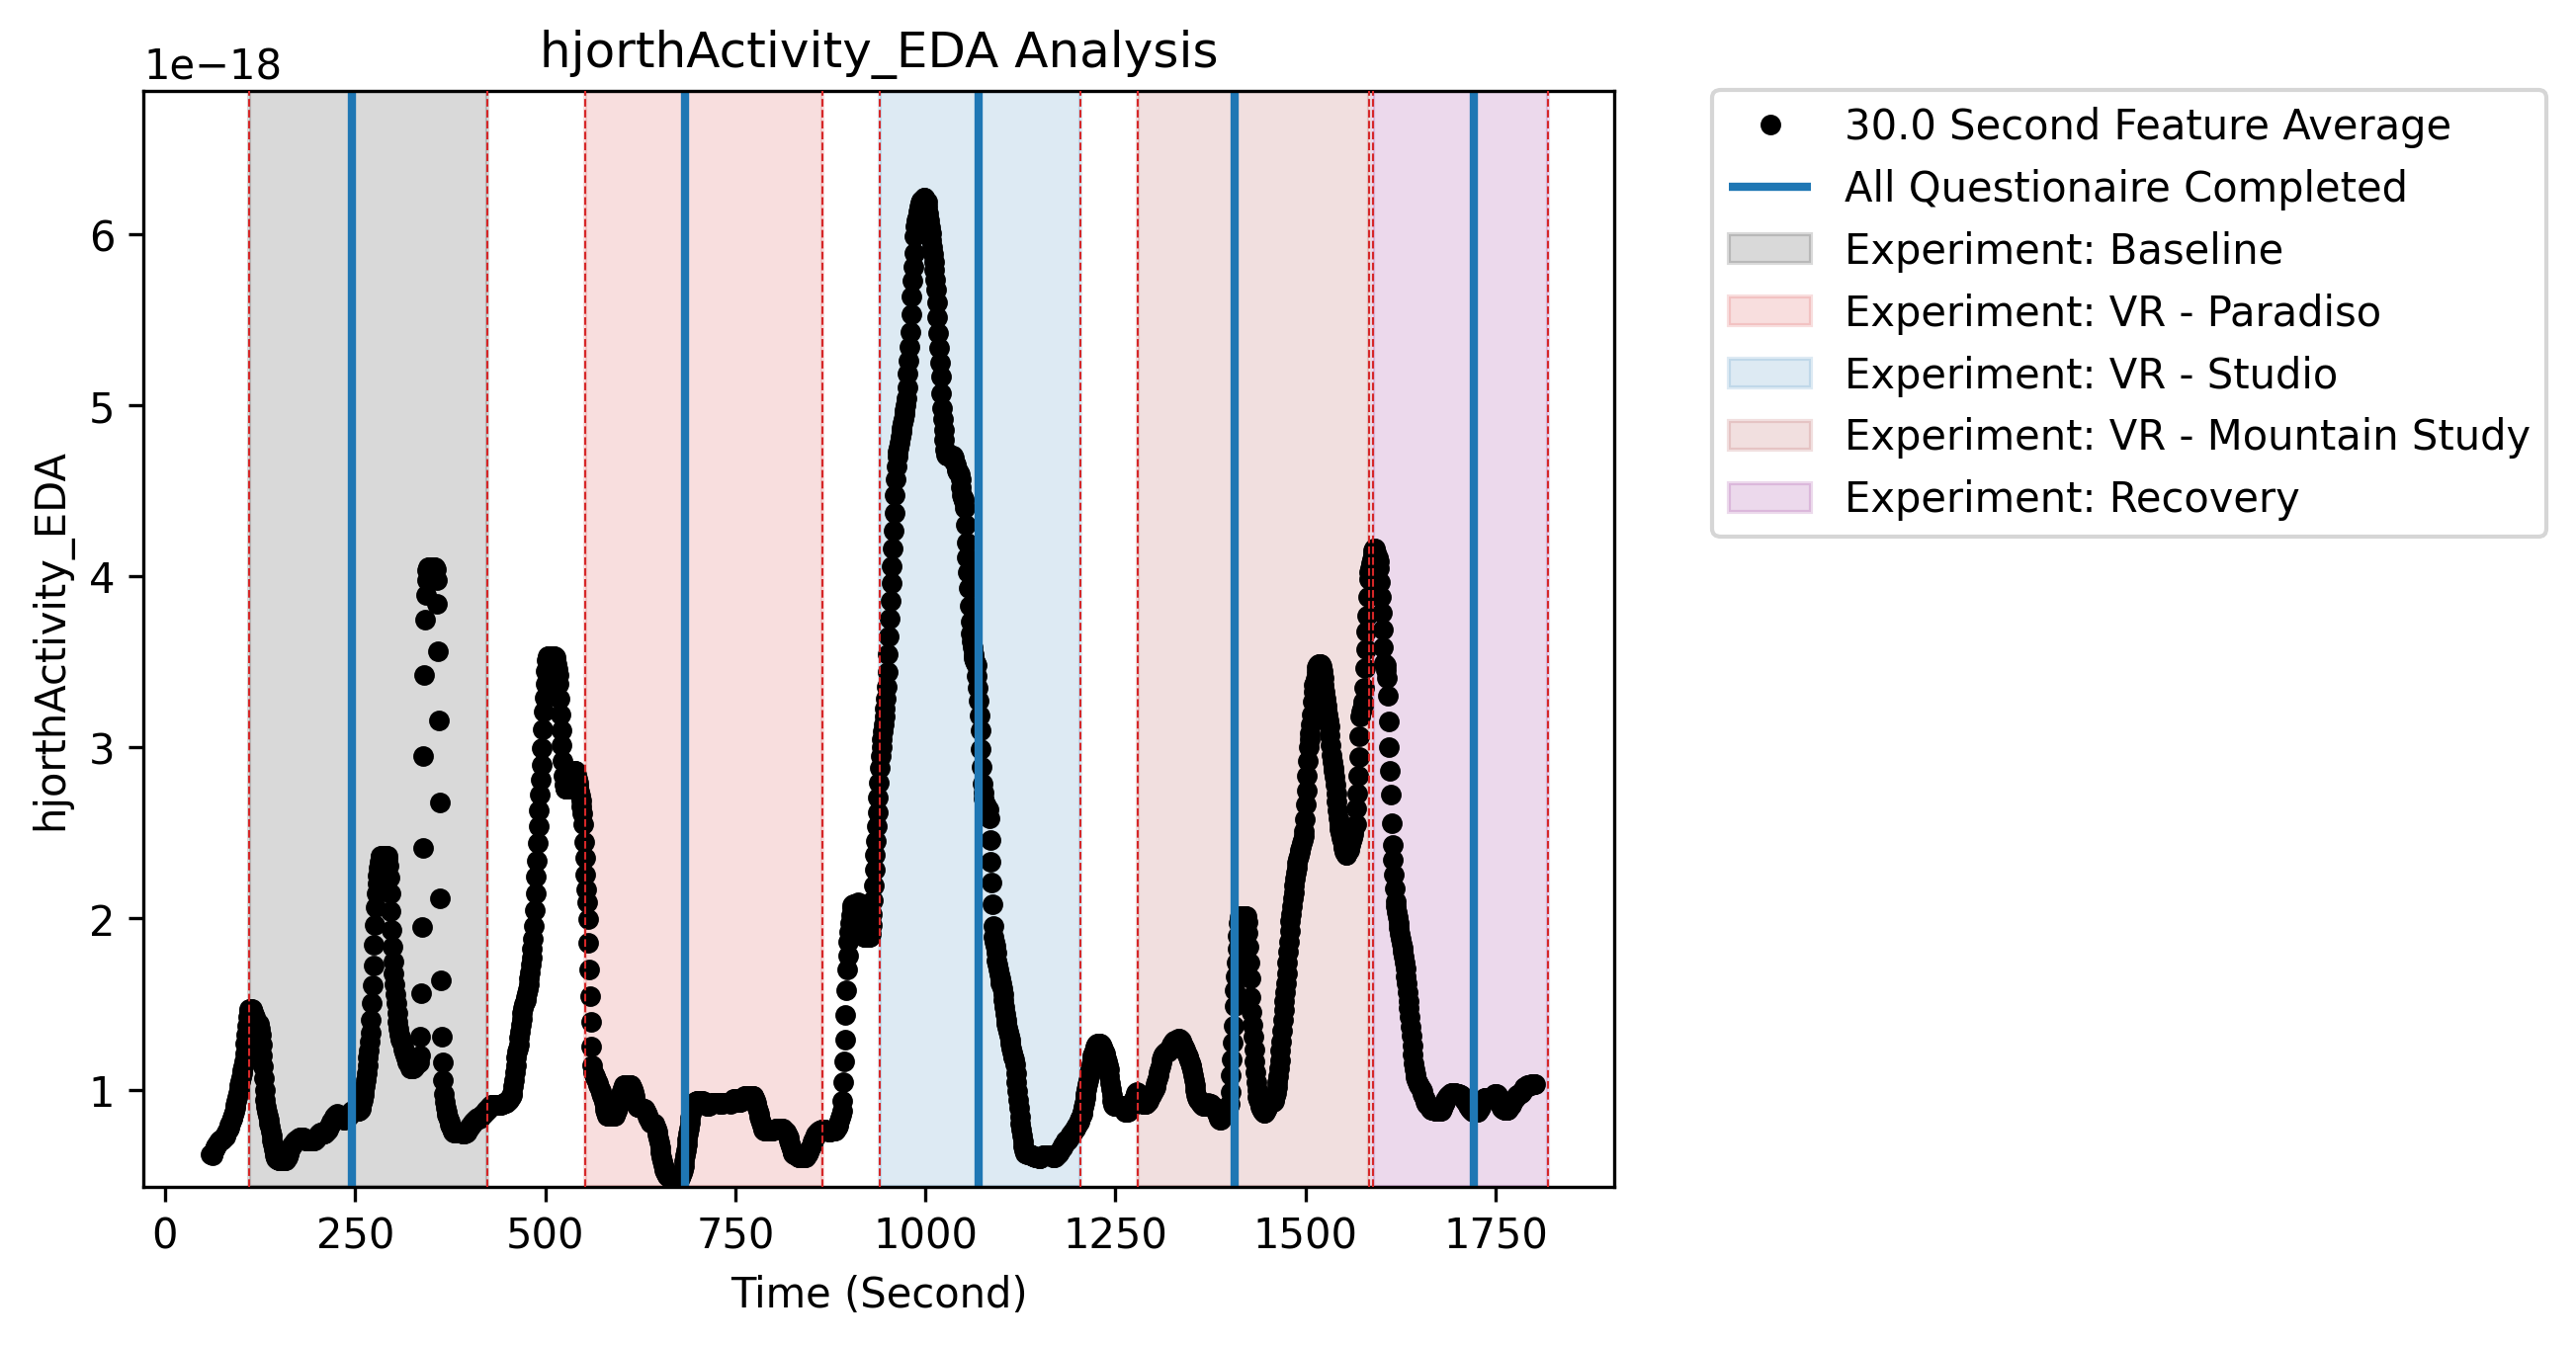 hjorthActivity_EDA Analysis
1e−18
6
5
4
3
2
1
hjorthActivity_EDA
0 250 500 750 1000 1250 1500 1750
Time (Second)
30.0 Second Feature Average
All Questionaire Completed
Experiment: Baseline
Experiment: VR - Paradiso
Experiment: VR - Studio
Experiment: VR - Mountain Study
Experiment: Recovery